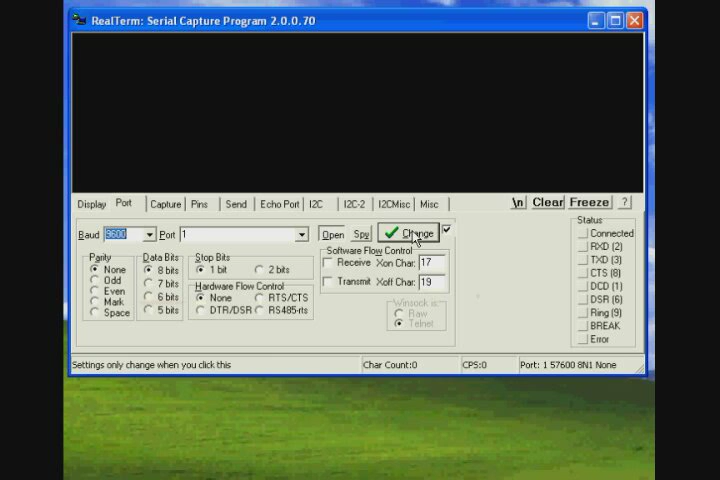 RealTerm: Serial Capture Program 2.0.0.70
Display Port Capture Pins Send Echo Port I2C I2C-2 I2CMisc Misc \n Clear Freeze ?
Baud 9600 Port 1 Open Spy Change
Status
Connected
RXD (2)
TXD (3)
CTS (8)
DCD (1)
DSR (6)
Ring (9)
BREAK
Error
Parity
None
Odd
Even
Mark
Space
Data Bits
8 bits
7 bits
6 bits
5 bits
Stop Bits
1 bit 2 bits
Hardware Flow Control
None RTS/CTS
DTR/DSR RS485-rts
Software Flow Control
Receive Xon Char: 17
Transmit Xoff Char: 19
Winsock is:
Raw
Telnet
Settings only change when you click this Char Count:0 CPS:0 Port: 1 57600 8N1 None